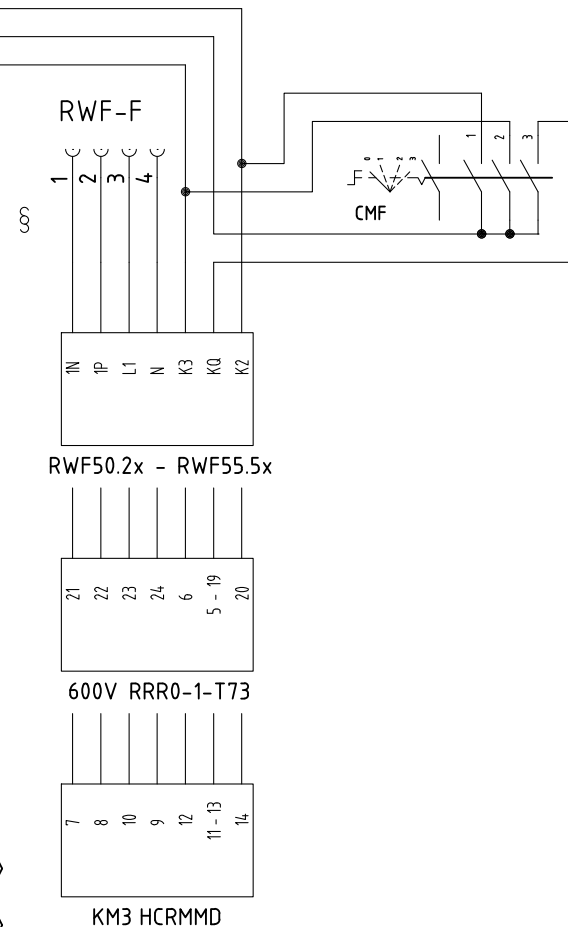 RWF-F
1 2 3 4
§
0 1 2 3
1 2 3
CMF
1N 1P L1 N K3 KQ K2
RWF50.2x - RWF55.5x
21 22 23 24 6 5 - 19 20
600V RRR0-1-T73
7 8 10 9 12 11 - 13 14
KM3 HCRMMD